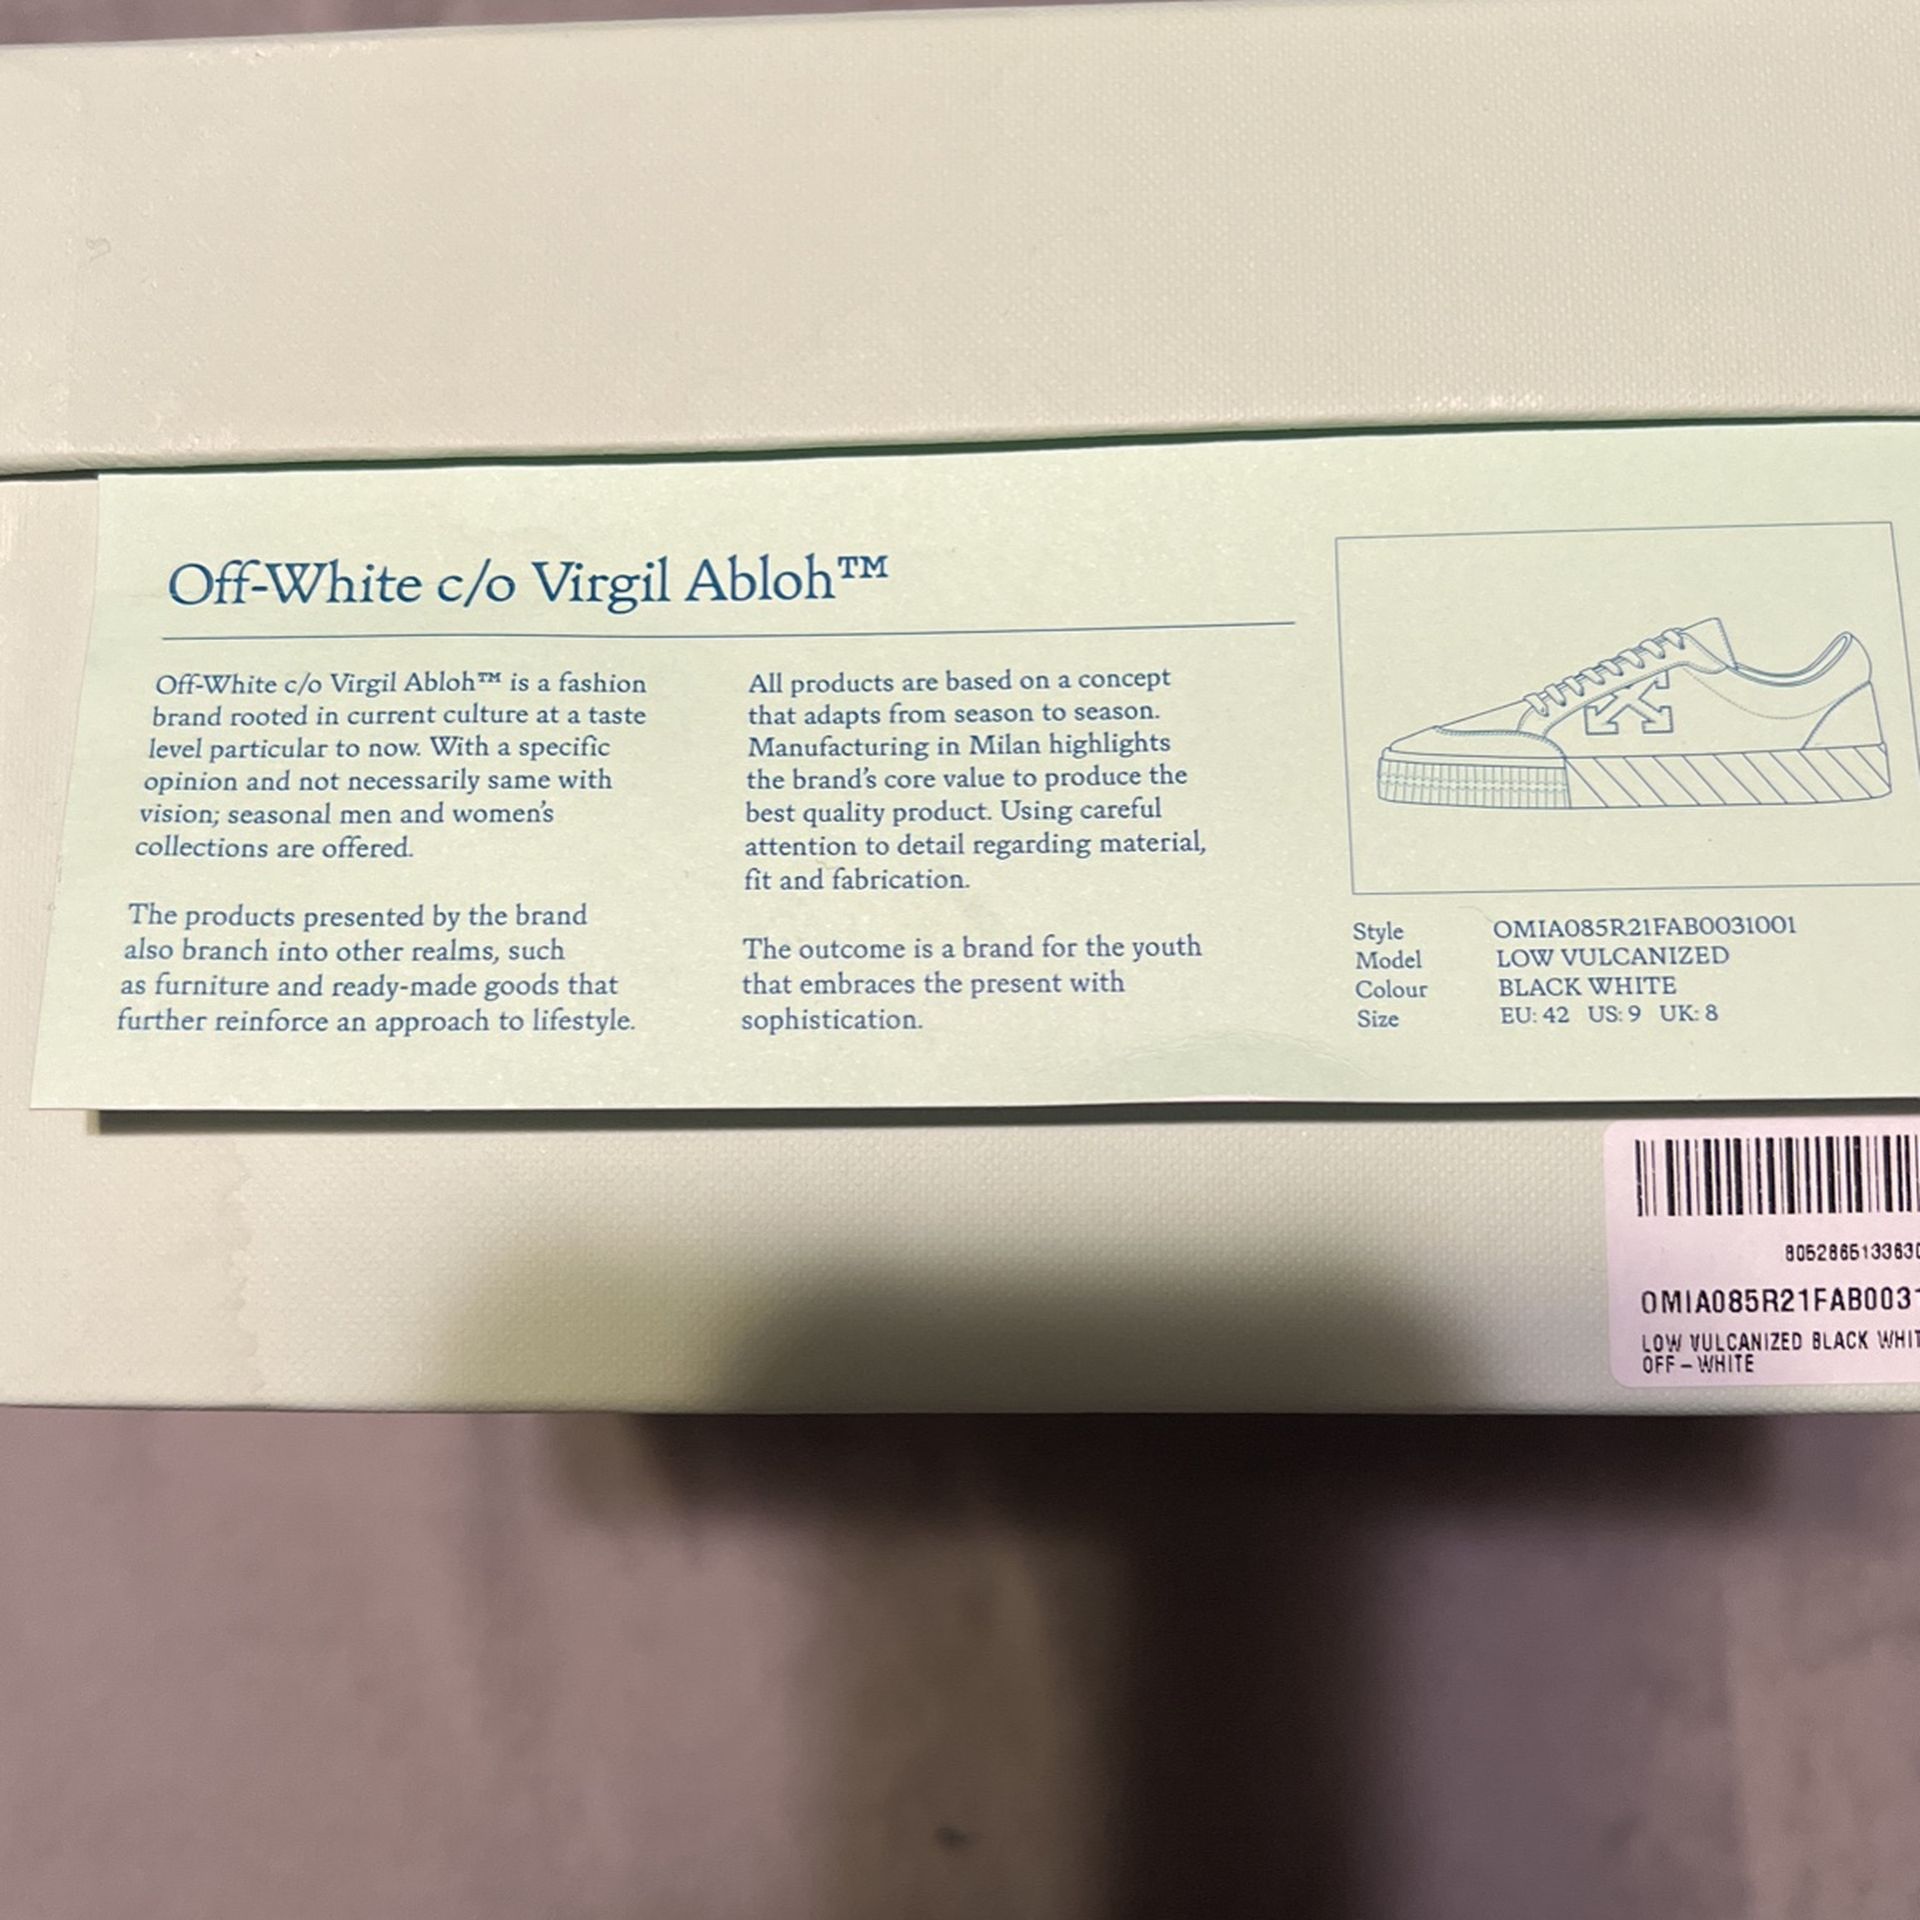 Off-White c/o Virgil Abloh™
Off-White c/o Virgil Abloh™ is a fashion
brand rooted in current culture at a taste
level particular to now. With a specific
opinion and not necessarily same with
vision; seasonal men and women's
collections are offered.
The products presented by the brand
also branch into other realms, such
as furniture and ready-made goods that
further reinforce an approach to lifestyle.
All products are based on a concept
that adapts from season to season.
Manufacturing in Milan highlights
the brand's core value to produce the
best quality product. Using careful
attention to detail regarding material,
fit and fabrication.
The outcome is a brand for the youth
that embraces the present with
sophistication.
Style OMIA085R21FAB0031001
Model LOW VULCANIZED
Colour BLACK WHITE
Size EU: 42 US: 9 UK: 8
OMIA085R21FAB0031
LOW VULCANIZED BLACK WHIT
OFF-WHITE